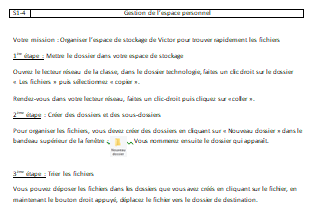 S1-4 Gestion de l'espace personnel
Votre mission : Organiser l'espace de stockage de Victor pour trouver rapidement les fichiers
1ère étape : Mettre le dossier dans votre espace de stockage
Ouvrez le lecteur réseau de la classe, dans le dossier technologie, faites un clic droit sur le dossier
« Les fichiers » puis sélectionnez « copier ».
Rendez-vous dans votre lecteur réseau, faites un clic-droit puis cliquez sur « coller ».
2ème étape : Créer des dossiers et des sous-dossiers
Pour organiser les fichiers, vous devez créer des dossiers en cliquant sur « Nouveau dossier » dans le
bandeau supérieur de la fenêtre. Vous nommerez ensuite le dossier qui apparaît.
Nouveau
dossier
3ème étape : Trier les fichiers
Vous pouvez déposer les fichiers dans les dossiers que vous avez créés en cliquant sur le fichier, en
maintenant le bouton droit appuyé, déplacez le fichier vers le dossier de destination.